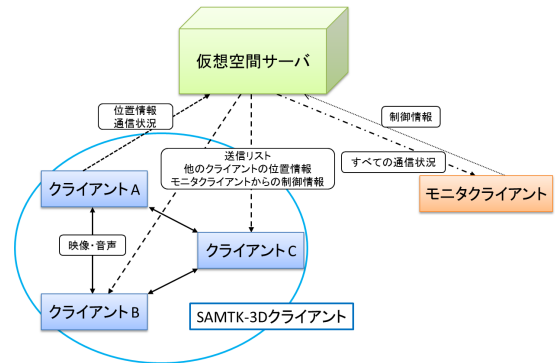 仮想空間サーバ
位置情報
通信状況
制御情報
送信リスト
他のクライアントの位置情報
モニタクライアントからの制御情報
すべての通信状況
クライアントA
モニタクライアント
映像・音声
クライアントC
クライアントB
SAMTK-3Dクライアント